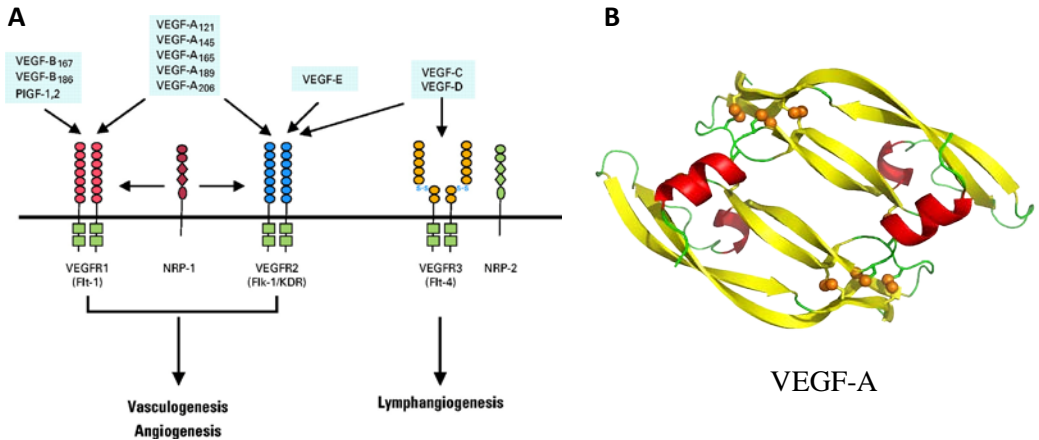 A
B
VEGF-B167
VEGF-B186
PlGF-1,2
VEGF-A121
VEGF-A145
VEGF-A165
VEGF-A189
VEGF-A206
VEGF-E
VEGF-C
VEGF-D
s-s
s-s
VEGFR1
(Flt-1)
NRP-1
VEGFR2
(Flk-1/KDR)
VEGFR3
(Flt-4)
NRP-2
Vasculogenesis
Angiogenesis
Lymphangiogenesis
VEGF-A